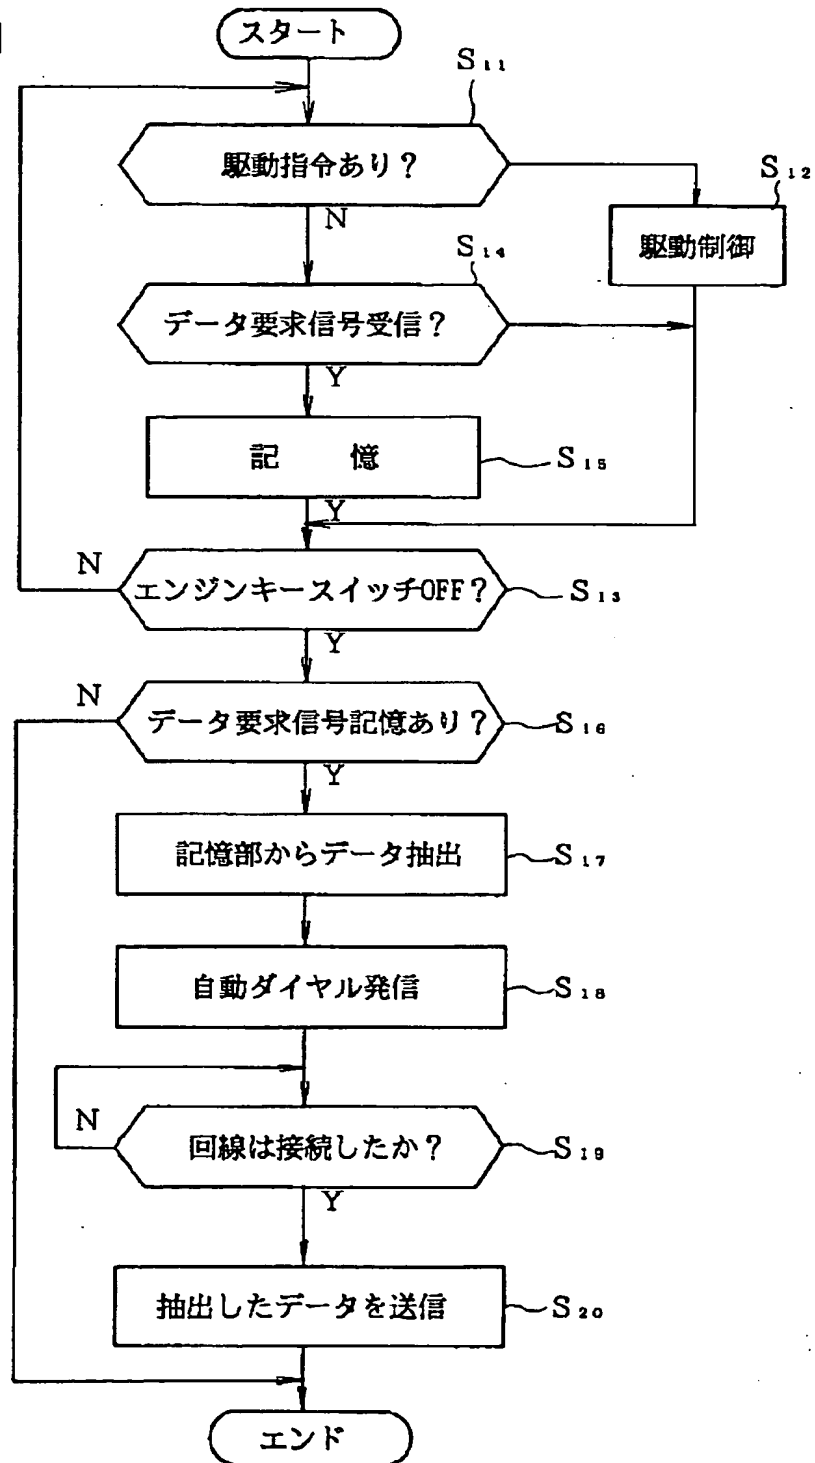 スタート
S₁₁
駆動指令あり?
S₁₂
N
駆動制御
S₁₄
データ要求信号受信?
Y
記 憶
S₁₅
Y
N
エンジンキースイッチOFF?
S₁₃
Y
N
データ要求信号記憶あり?
S₁₆
Y
記憶部からデータ抽出
S₁₇
自動ダイヤル発信
S₁₈
N
回線は接続したか?
S₁₉
Y
抽出したデータを送信
S₂₀
エンド